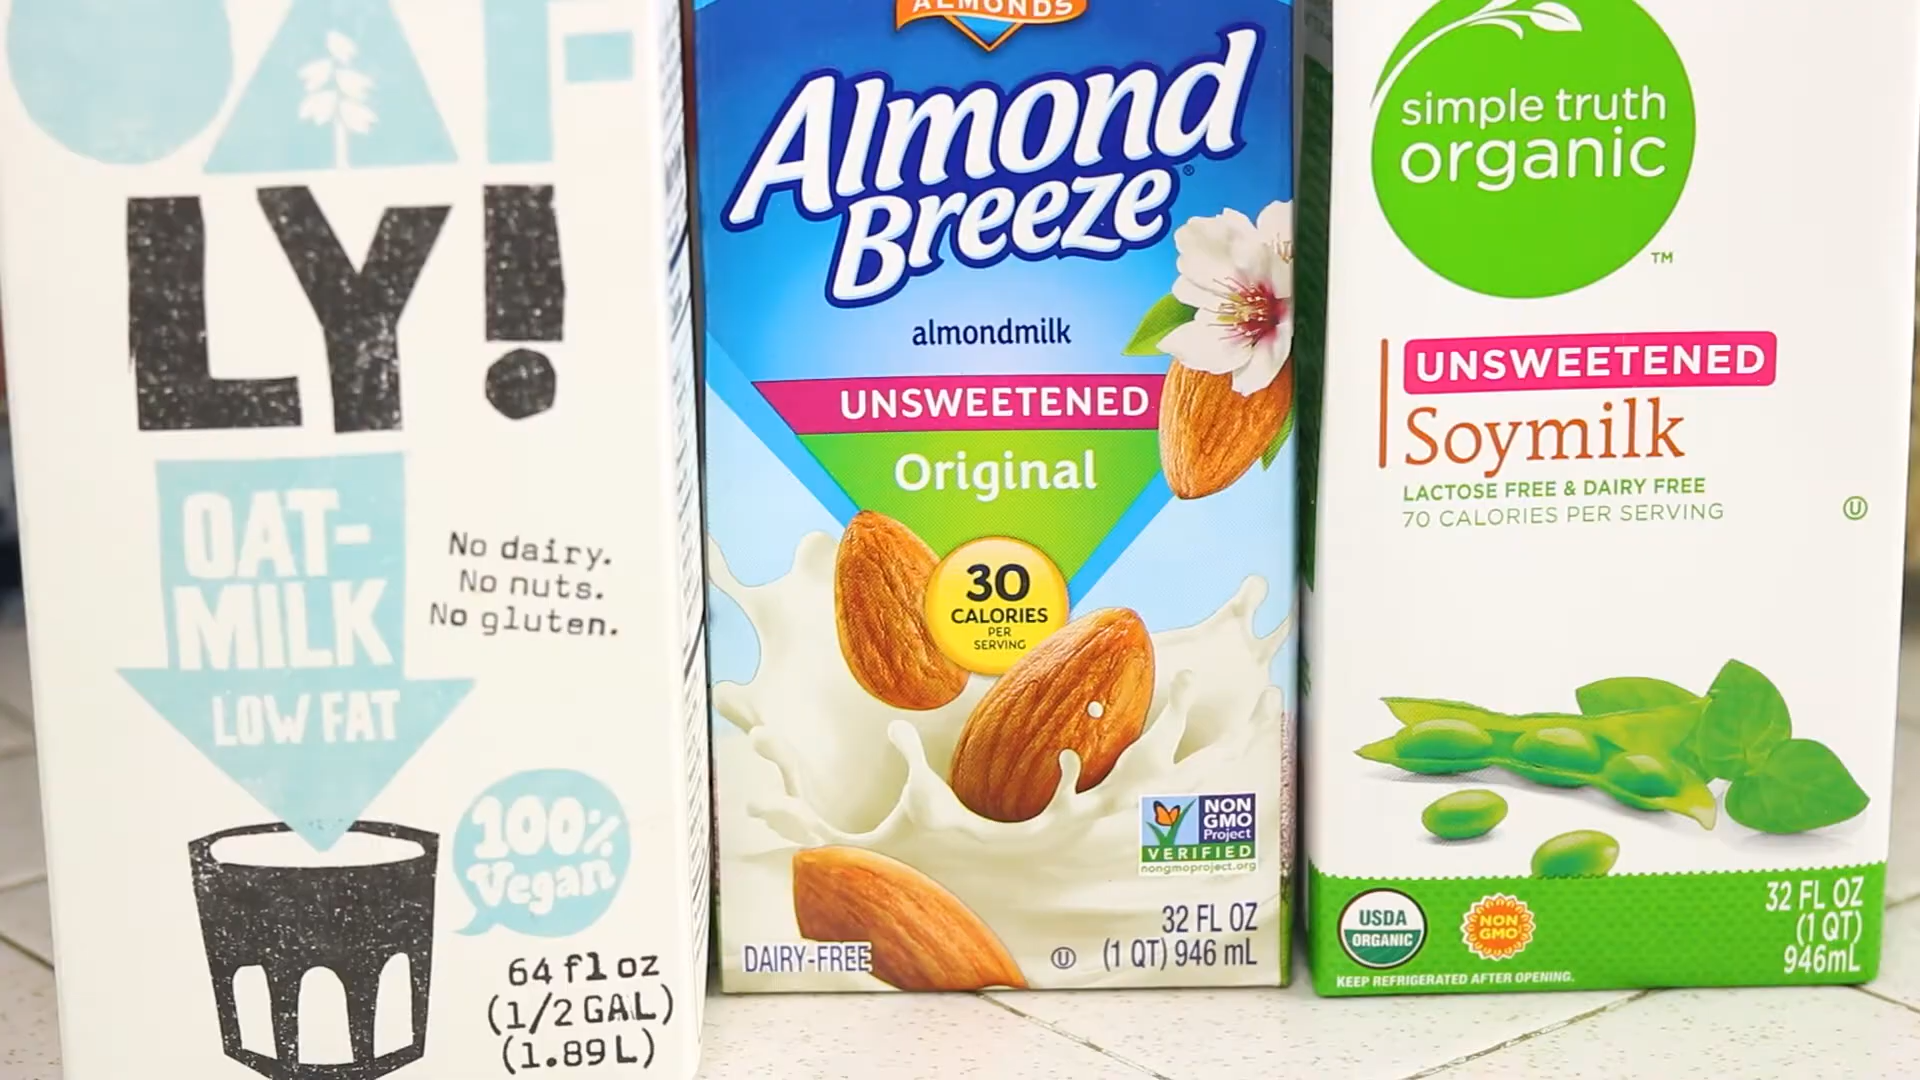 OAT-
LY!
OAT-
MILK
LOW FAT
No dairy.
No nuts.
No gluten.
100%
Vegan
64 fl oz
(1/2 GAL)
(1.89 L)
ALMONDS
Almond
Breeze®
almondmilk
UNSWEETENED
Original
30
CALORIES
PER
SERVING
NON
GMO
Project
VERIFIED
nongmoproject.org
DAIRY-FREE
U
32 FL OZ
(1 QT) 946 mL
simple truth
organic
TM
UNSWEETENED
Soymilk
LACTOSE FREE & DAIRY FREE
70 CALORIES PER SERVING
U
USDA
ORGANIC
NON
GMO
32 FL OZ
(1 QT)
946mL
KEEP REFRIGERATED AFTER OPENING.